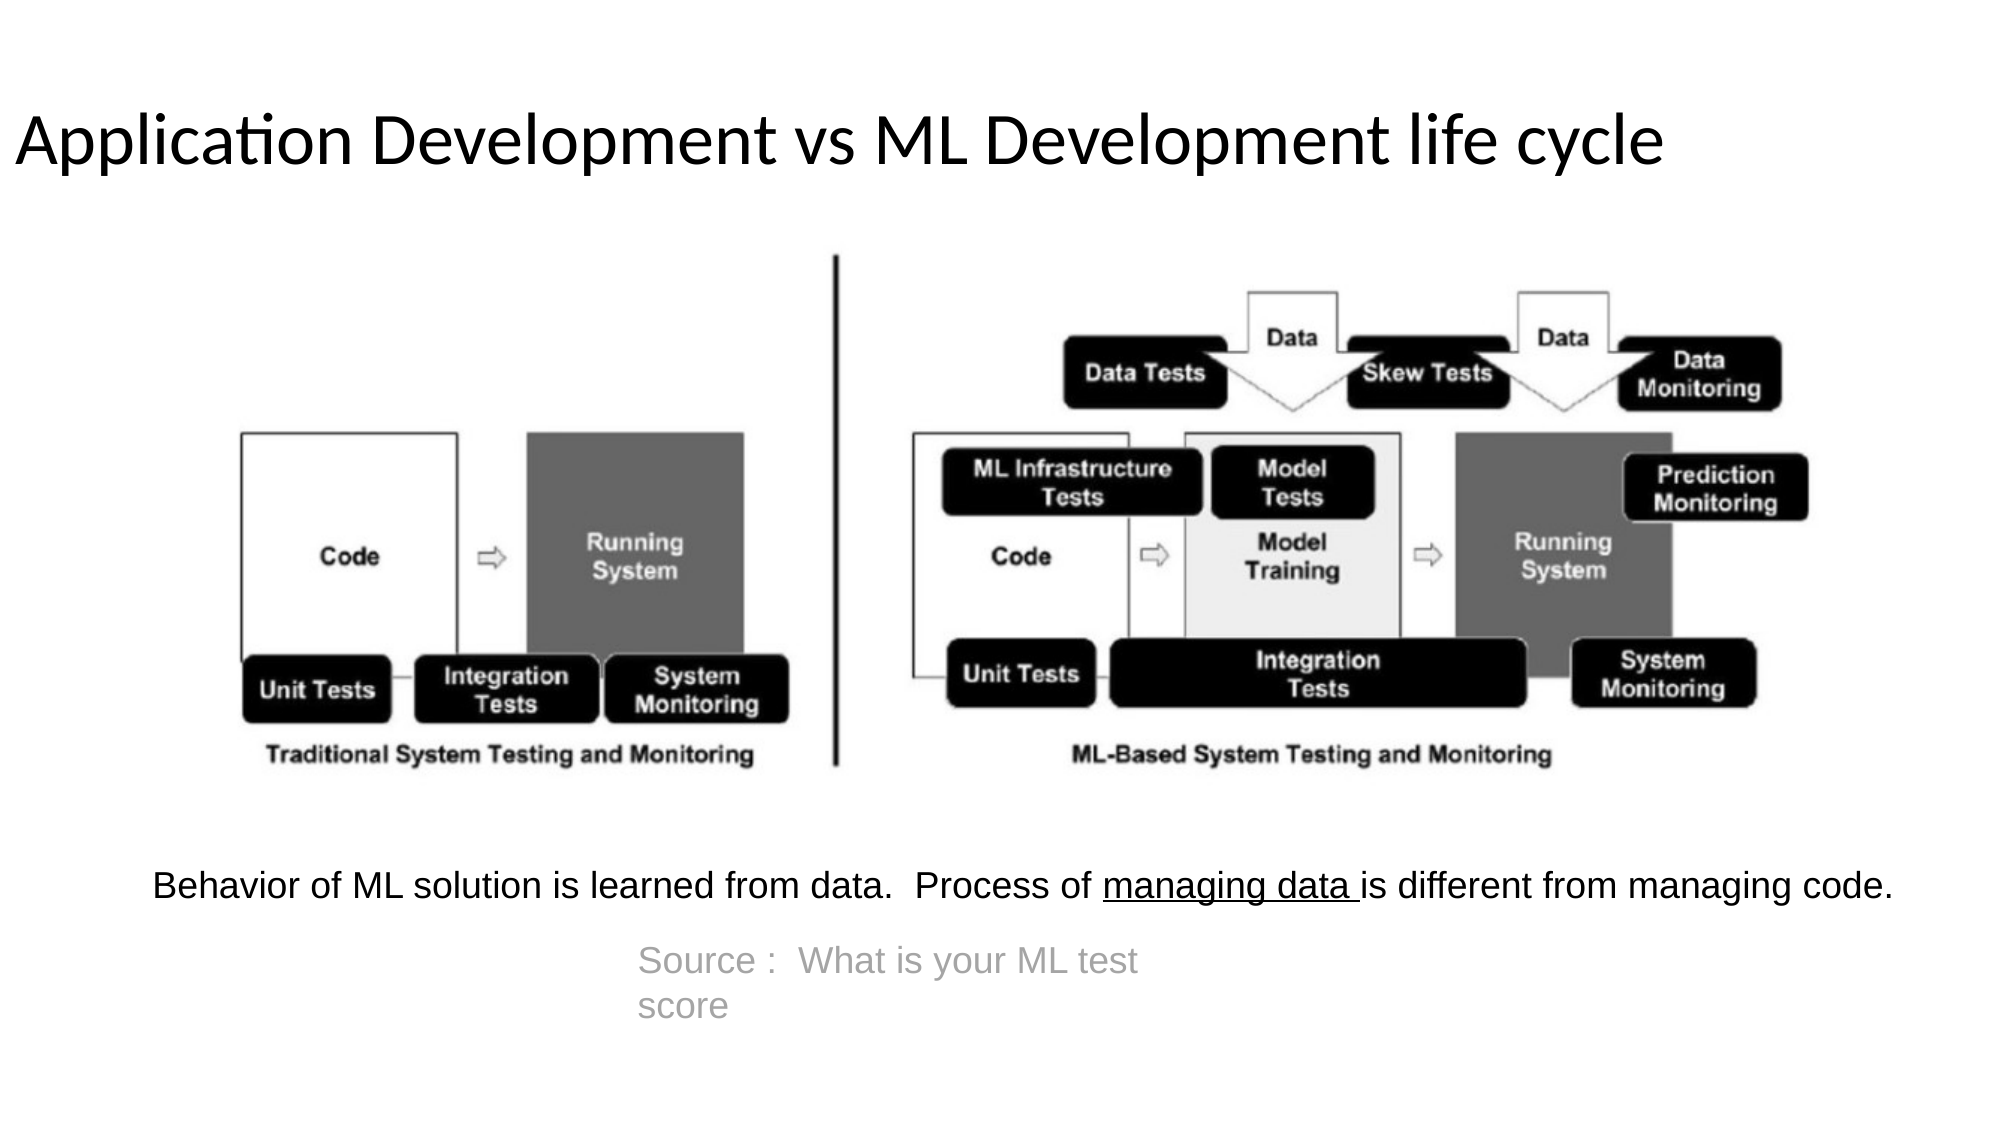 Application Development vs ML Development life cycle
Code
Running
System
Unit Tests
Integration
Tests
System
Monitoring
Traditional System Testing and Monitoring
Data
Data
Data Tests
Skew Tests
Data
Monitoring
ML Infrastructure
Tests
Model
Tests
Prediction
Monitoring
Code
Model
Training
Running
System
Unit Tests
Integration
Tests
System
Monitoring
ML-Based System Testing and Monitoring
Behavior of ML solution is learned from data.  Process of managing data is different from managing code.
Source :  What is your ML test
score